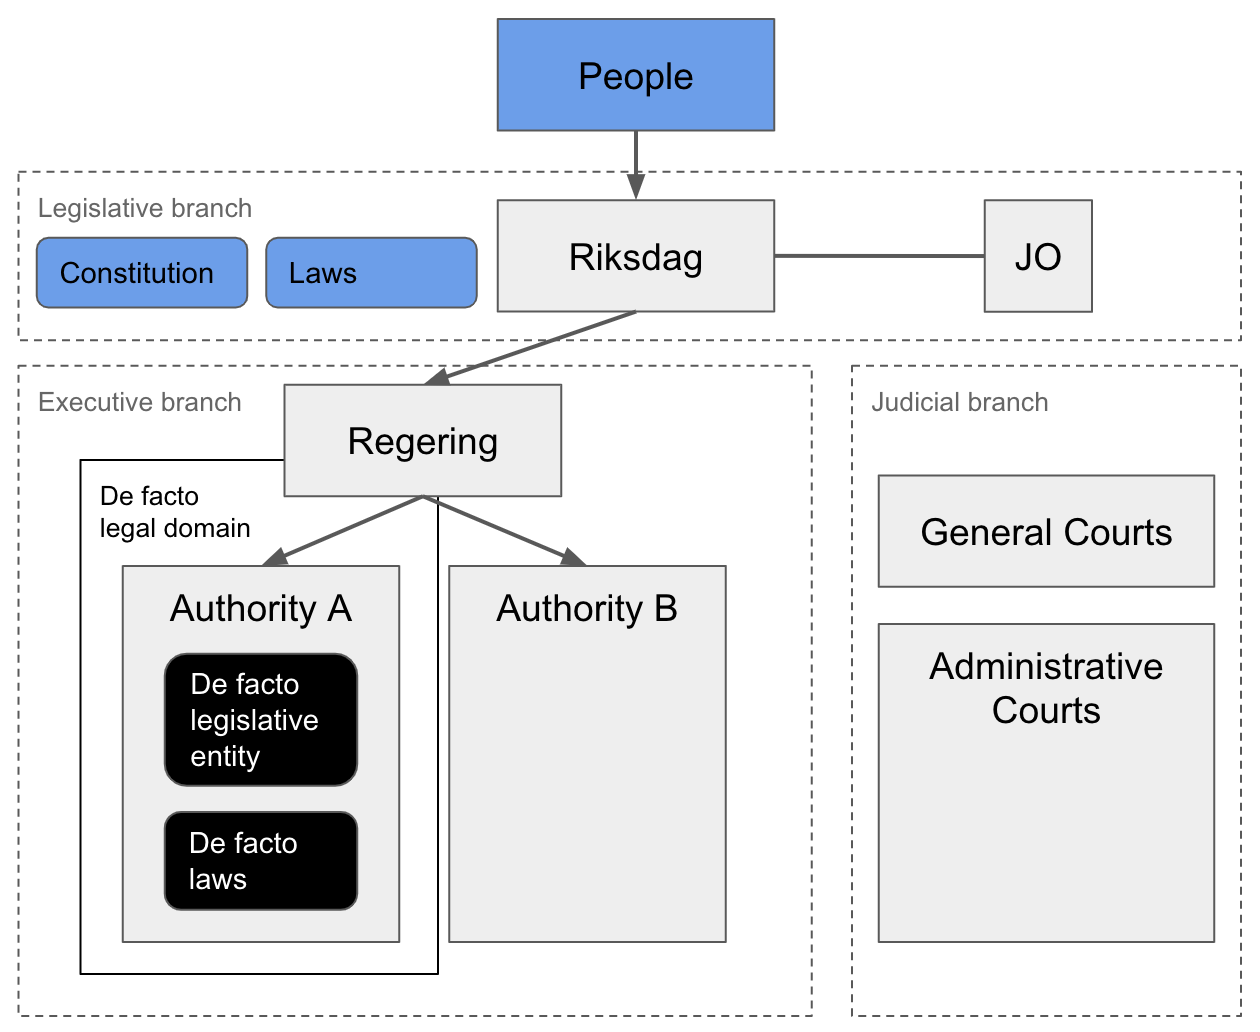 People
Legislative branch
Constitution
Laws
Riksdag
JO
Executive branch
Regering
De facto
legal domain
Authority A
De facto
legislative
entity
De facto
laws
Authority B
Judicial branch
General Courts
Administrative
Courts